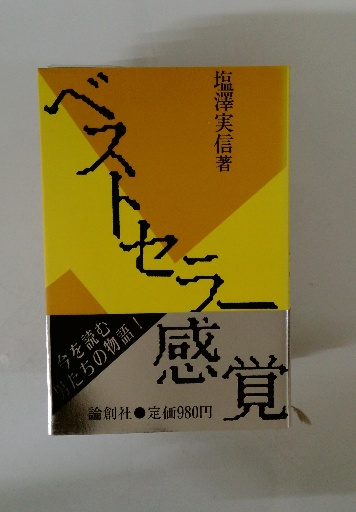 塩澤実信著
ベストセラー
感覚
今を読む
男たちの物語!
論創社●定価980円